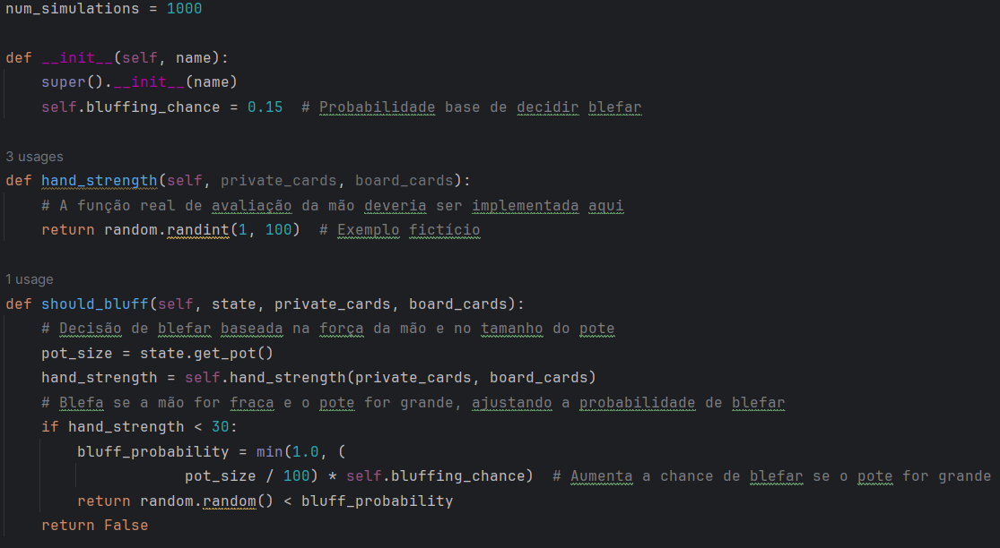 num_simulations = 1000
def __init__(self, name):
super().__init__(name)
self.bluffing_chance = 0.15  # Probabilidade base de decidir blefar
3 usages
def hand_strength(self, private_cards, board_cards):
# A função real de avaliação da mão deveria ser implementada aqui
return random.randint(1, 100)  # Exemplo fictício
1 usage
def should_bluff(self, state, private_cards, board_cards):
# Decisão de blefar baseada na força da mão e no tamanho do pote
pot_size = state.get_pot()
hand_strength = self.hand_strength(private_cards, board_cards)
# Blefa se a mão for fraca e o pote for grande, ajustando a probabilidade de blefar
if hand_strength < 30:
bluff_probability = min(1.0, (
pot_size / 100) * self.bluffing_chance)  # Aumenta a chance de blefar se o pote for grande
return random.random() < bluff_probability
return False